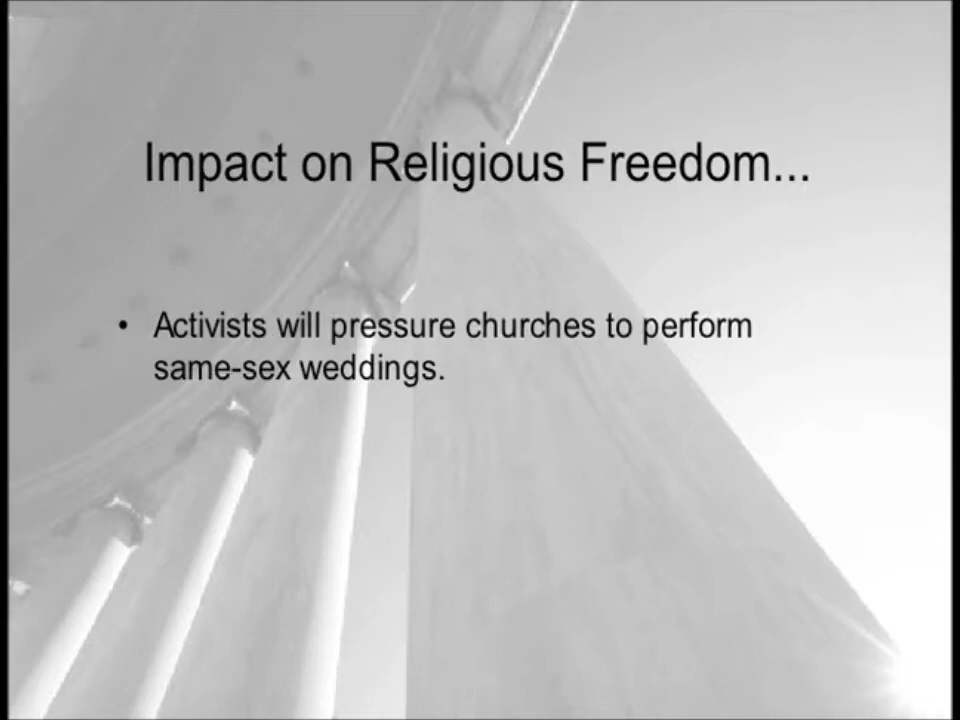 Impact on Religious Freedom...
• Activists will pressure churches to perform
same-sex weddings.